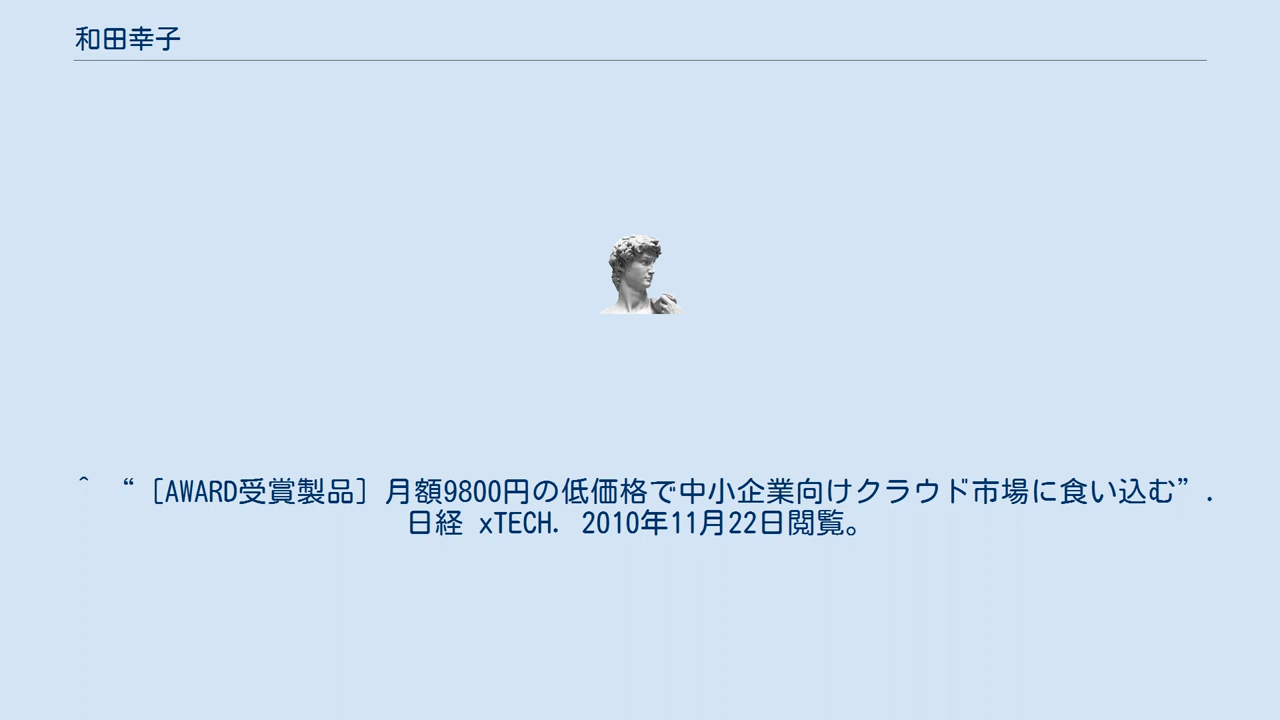 和田幸子
^ “［AWARD受賞製品］月額9800円の低価格で中小企業向けクラウド市場に食い込む”.
日経 xTECH. 2010年11月22日閲覧。